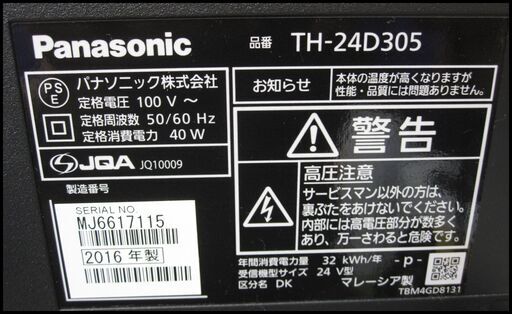 Panasonic
品番 TH-24D305
PS
E
パナソニック株式会社
定格電圧 100 V ～
定格周波数 50/60 Hz
定格消費電力 40 W
お知らせ
本体の温度が高くなりますが
性能・品質には問題ありません。
JQA JQ10009
警告
高圧注意
サービスマン以外の方は、
裏ぶたをあけないでください。
内部には高電圧部分が数多く
あり、万一さわると危険です。
製造番号
SERIAL NO.
MJ6617115
2016 年製
年間消費電力量 32 kWh/年 -p-
受信機型サイズ 24 V型
区分名 DK マレーシア製
TBM4GD8131